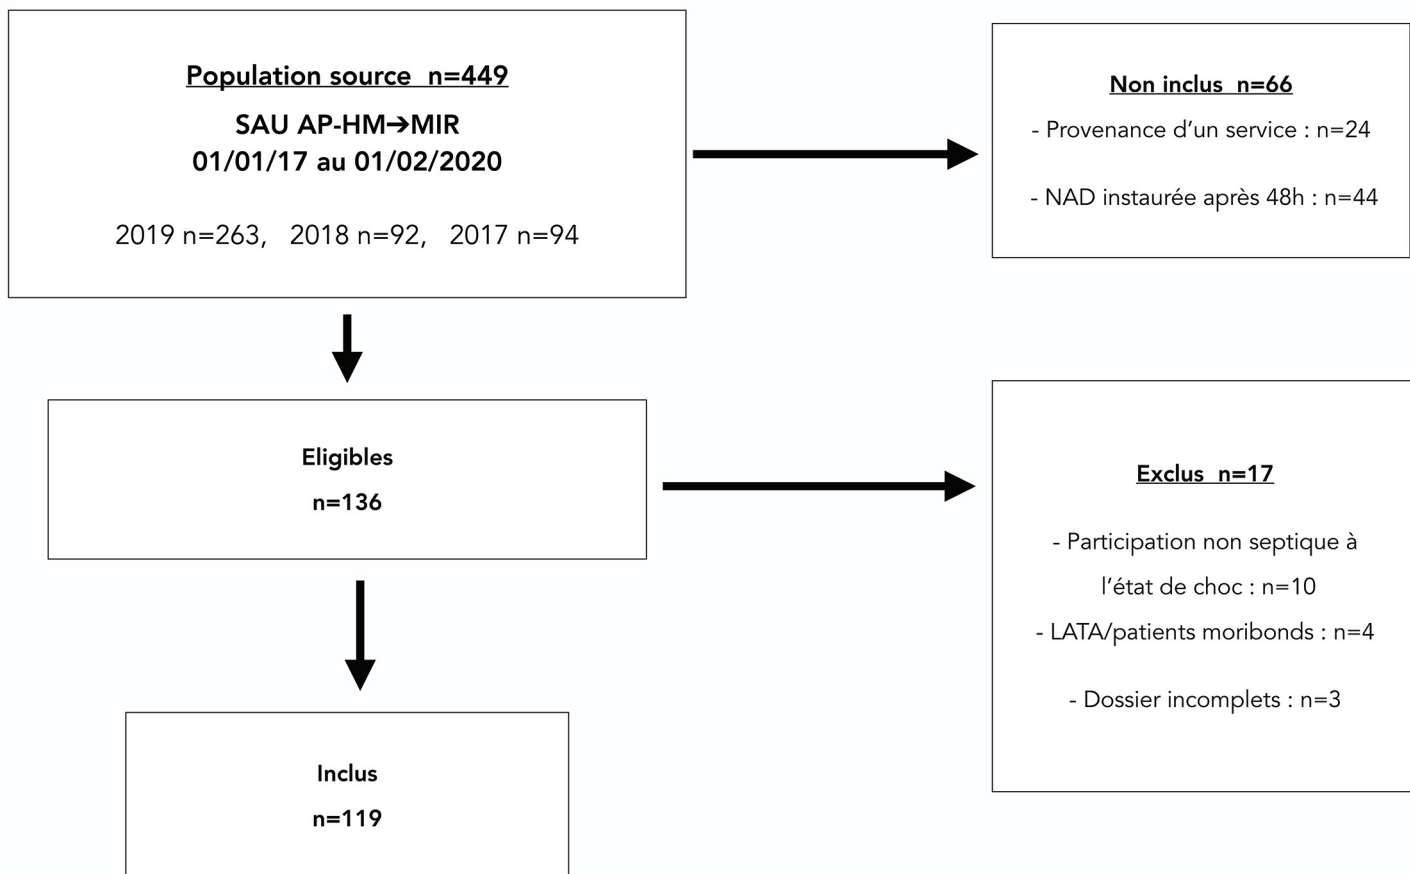 Population source  n=449
SAU AP-HM➔MIR
01/01/17 au 01/02/2020
2019 n=263,   2018 n=92,   2017 n=94
Non inclus  n=66
- Provenance d’un service : n=24
- NAD instaurée après 48h : n=44
Eligibles
n=136
Exclus  n=17
- Participation non septique à
l’état de choc : n=10
- LATA/patients moribonds : n=4
- Dossier incomplets : n=3
Inclus
n=119